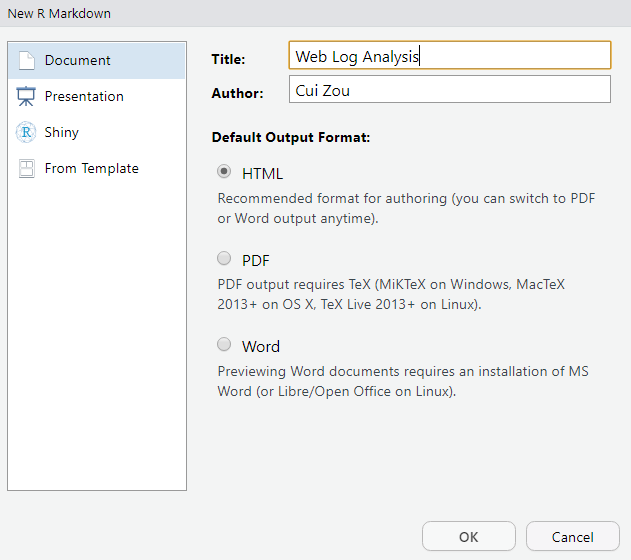 New R Markdown
Document
Presentation
Shiny
From Template
Title:
Web Log Analysis
Author:
Cui Zou
Default Output Format:
HTML
Recommended format for authoring (you can switch to PDF
or Word output anytime).
PDF
PDF output requires TeX (MiKTeX on Windows, MacTeX
2013+ on OS X, TeX Live 2013+ on Linux).
Word
Previewing Word documents requires an installation of MS
Word (or Libre/Open Office on Linux).
OK
Cancel